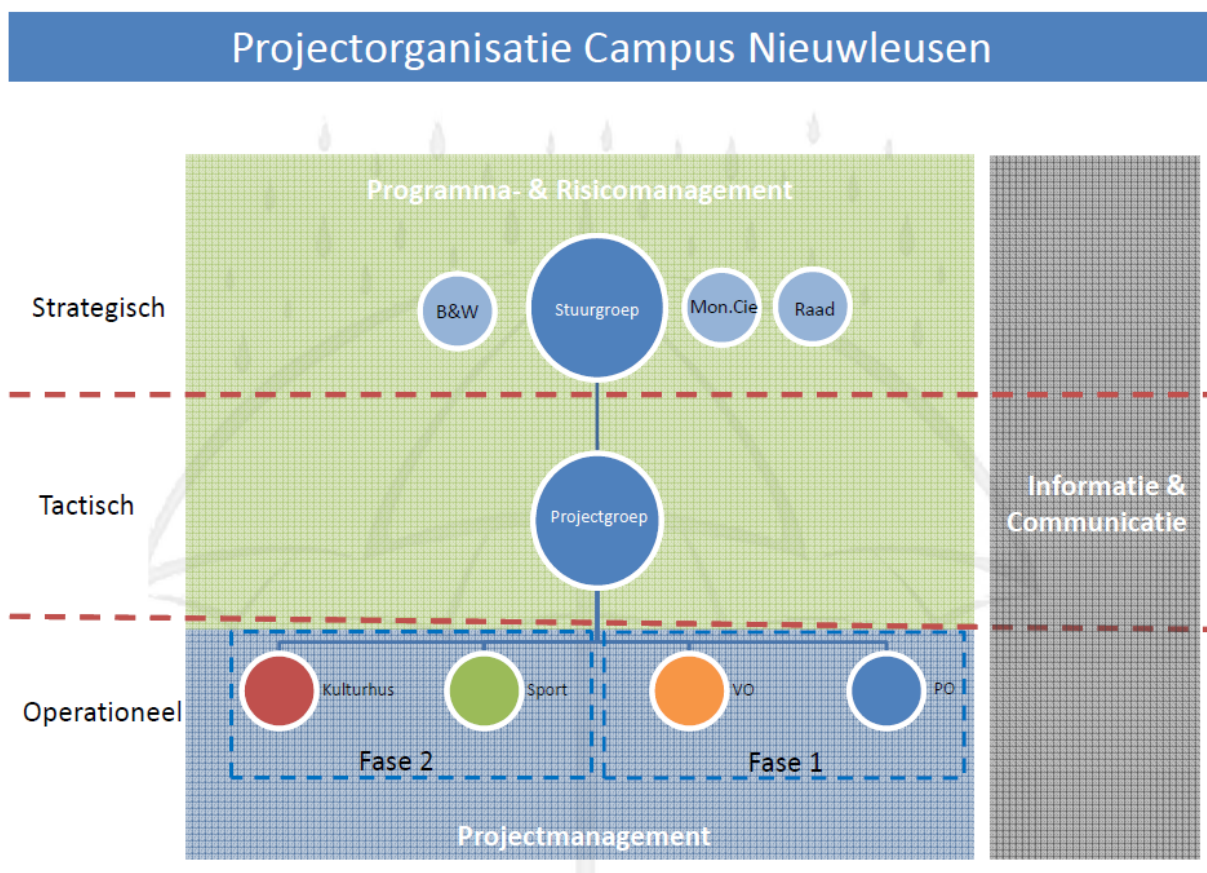 Projectorganisatie Campus Nieuwleusen
Programma- & Risicomanagement
Strategisch
B&W
Stuurgroep
Mon.Cie
Raad
Tactisch
Projectgroep
Informatie &
Communicatie
Operationeel
Kulturhus
Sport
VO
PO
Fase 2
Fase 1
Projectmanagement